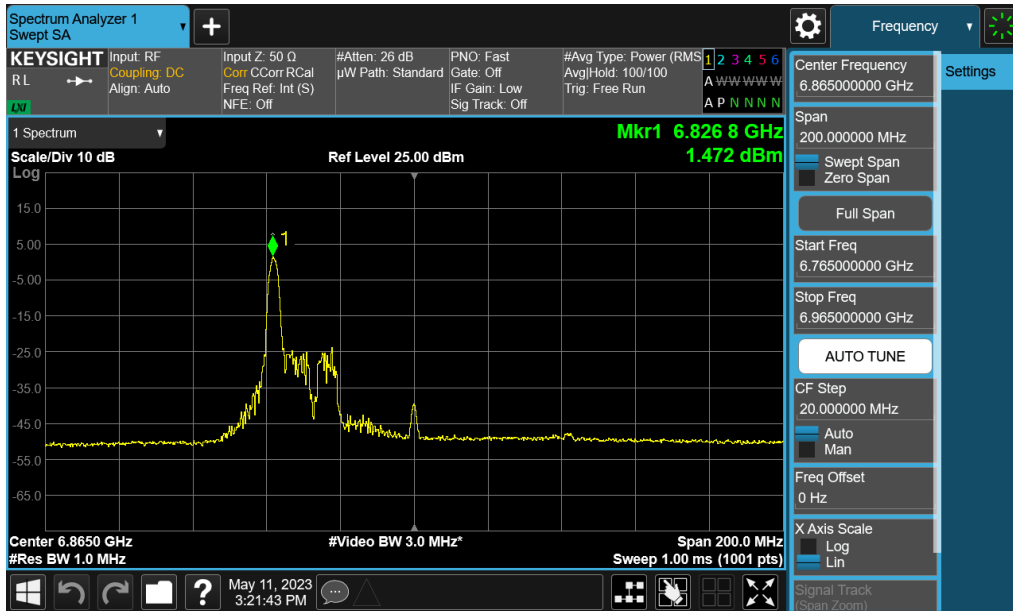 Spectrum Analyzer 1
Swept SA
+
Frequency
KEYSIGHT
RL
LXI
Input: RF
Coupling: DC
Align: Auto
Input Z: 50 Ω
Corr CCorr RCal
Freq Ref: Int (S)
NFE: Off
#Atten: 26 dB
µW Path: Standard
PNO: Fast
Gate: Off
IF Gain: Low
Sig Track: Off
#Avg Type: Power (RMS
Avg|Hold: 100/100
Trig: Free Run
1 2 3 4 5 6
A W W W W W
A P N N N N
1 Spectrum
Scale/Div 10 dB
Log
Ref Level 25.00 dBm
Mkr1 6.826 8 GHz
1.472 dBm
15.0
5.00
-5.00
-15.0
-25.0
-35.0
-45.0
-55.0
-65.0
1
Center 6.8650 GHz
#Res BW 1.0 MHz
#Video BW 3.0 MHz*
Span 200.0 MHz
Sweep 1.00 ms (1001 pts)
Center Frequency
6.865000000 GHz
Span
200.000000 MHz
Swept Span
Zero Span
Full Span
Start Freq
6.765000000 GHz
Stop Freq
6.965000000 GHz
AUTO TUNE
CF Step
20.000000 MHz
Auto
Man
Freq Offset
0 Hz
X Axis Scale
Log
Lin
Signal Track
(Span Zoom)
Settings
?
May 11, 2023
3:21:43 PM